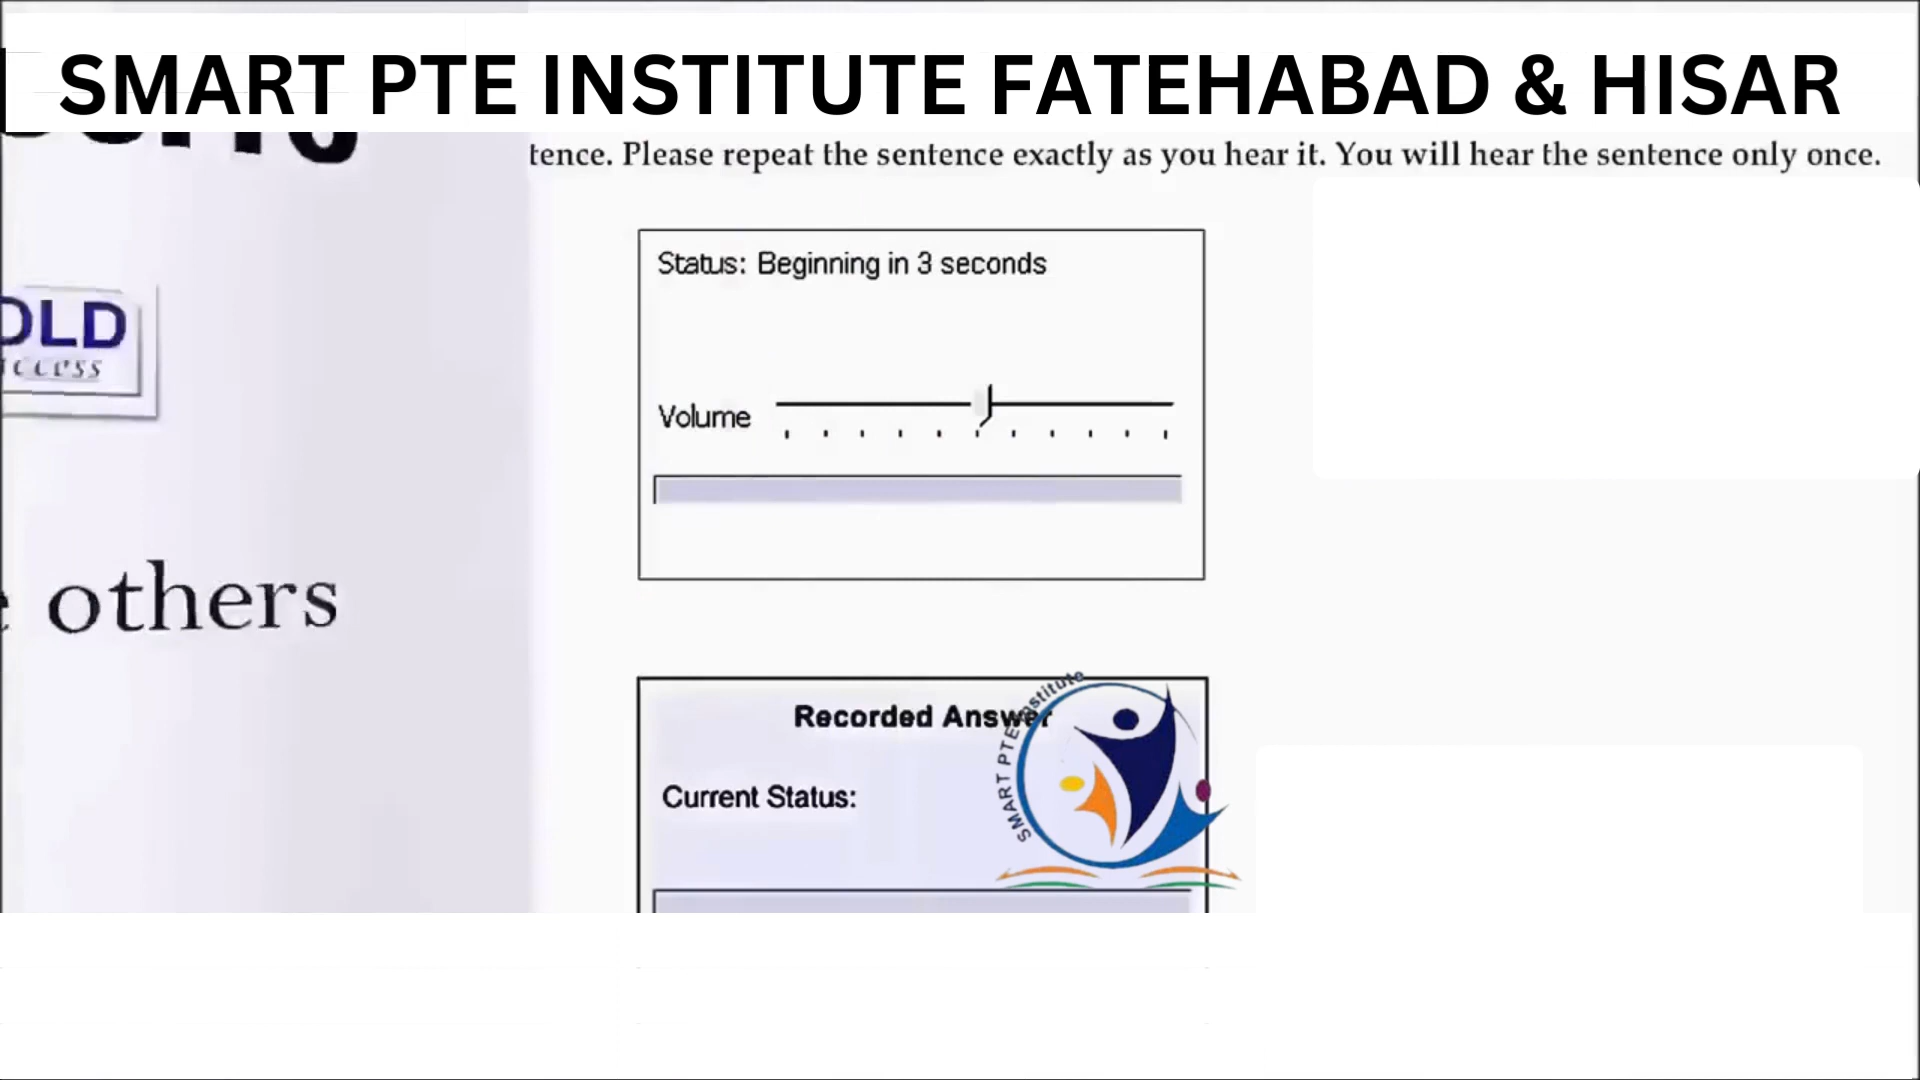 SMART PTE INSTITUTE FATEHABAD & HISAR
Please repeat the sentence exactly as you hear it. You will hear the sentence only once.
Status: Beginning in 3 seconds
Volume
others
Recorded Answer
Current Status:
SMART PTE Institute